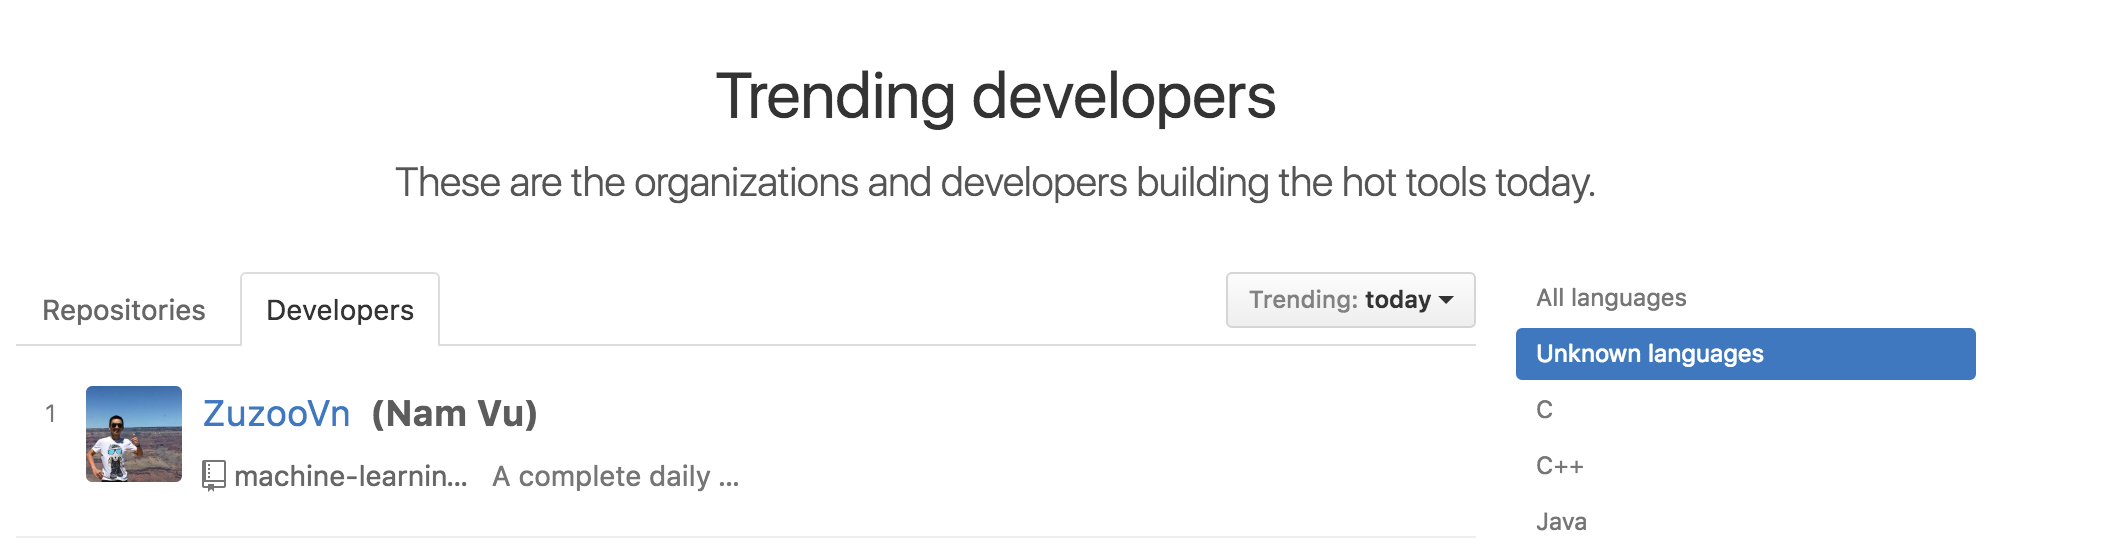 Trending developers
These are the organizations and developers building the hot tools today.
Repositories
Developers
Trending: today
1
ZuzooVn (Nam Vu)
machine-learnin... A complete daily ...
All languages
Unknown languages
C
C++
Java